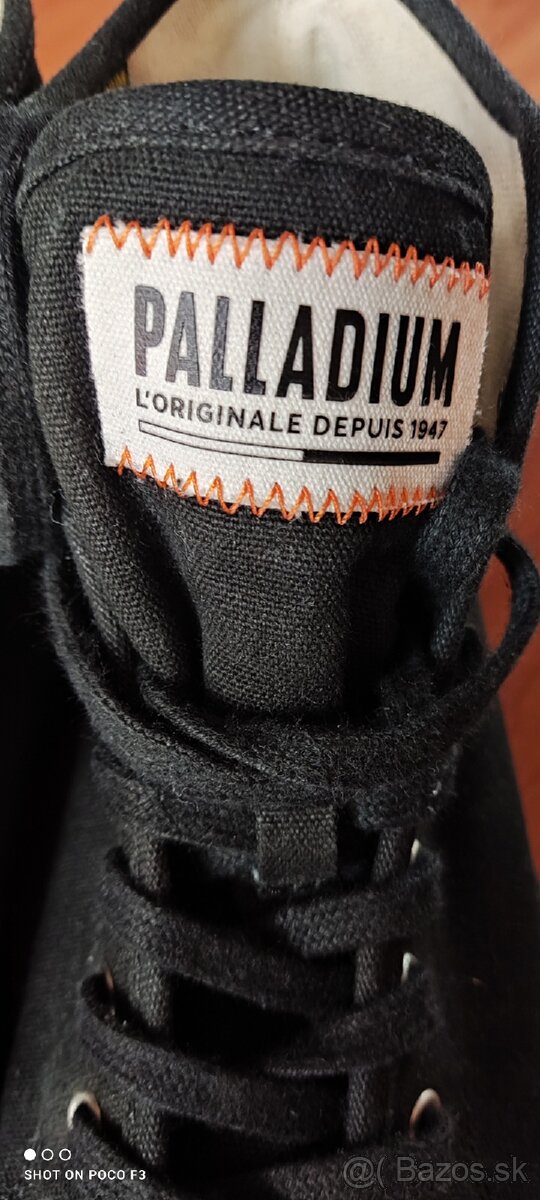 PALLADIUM
L'ORIGINALE DEPUIS 1947
SHOT ON POCO F3
@( Bazos.sk